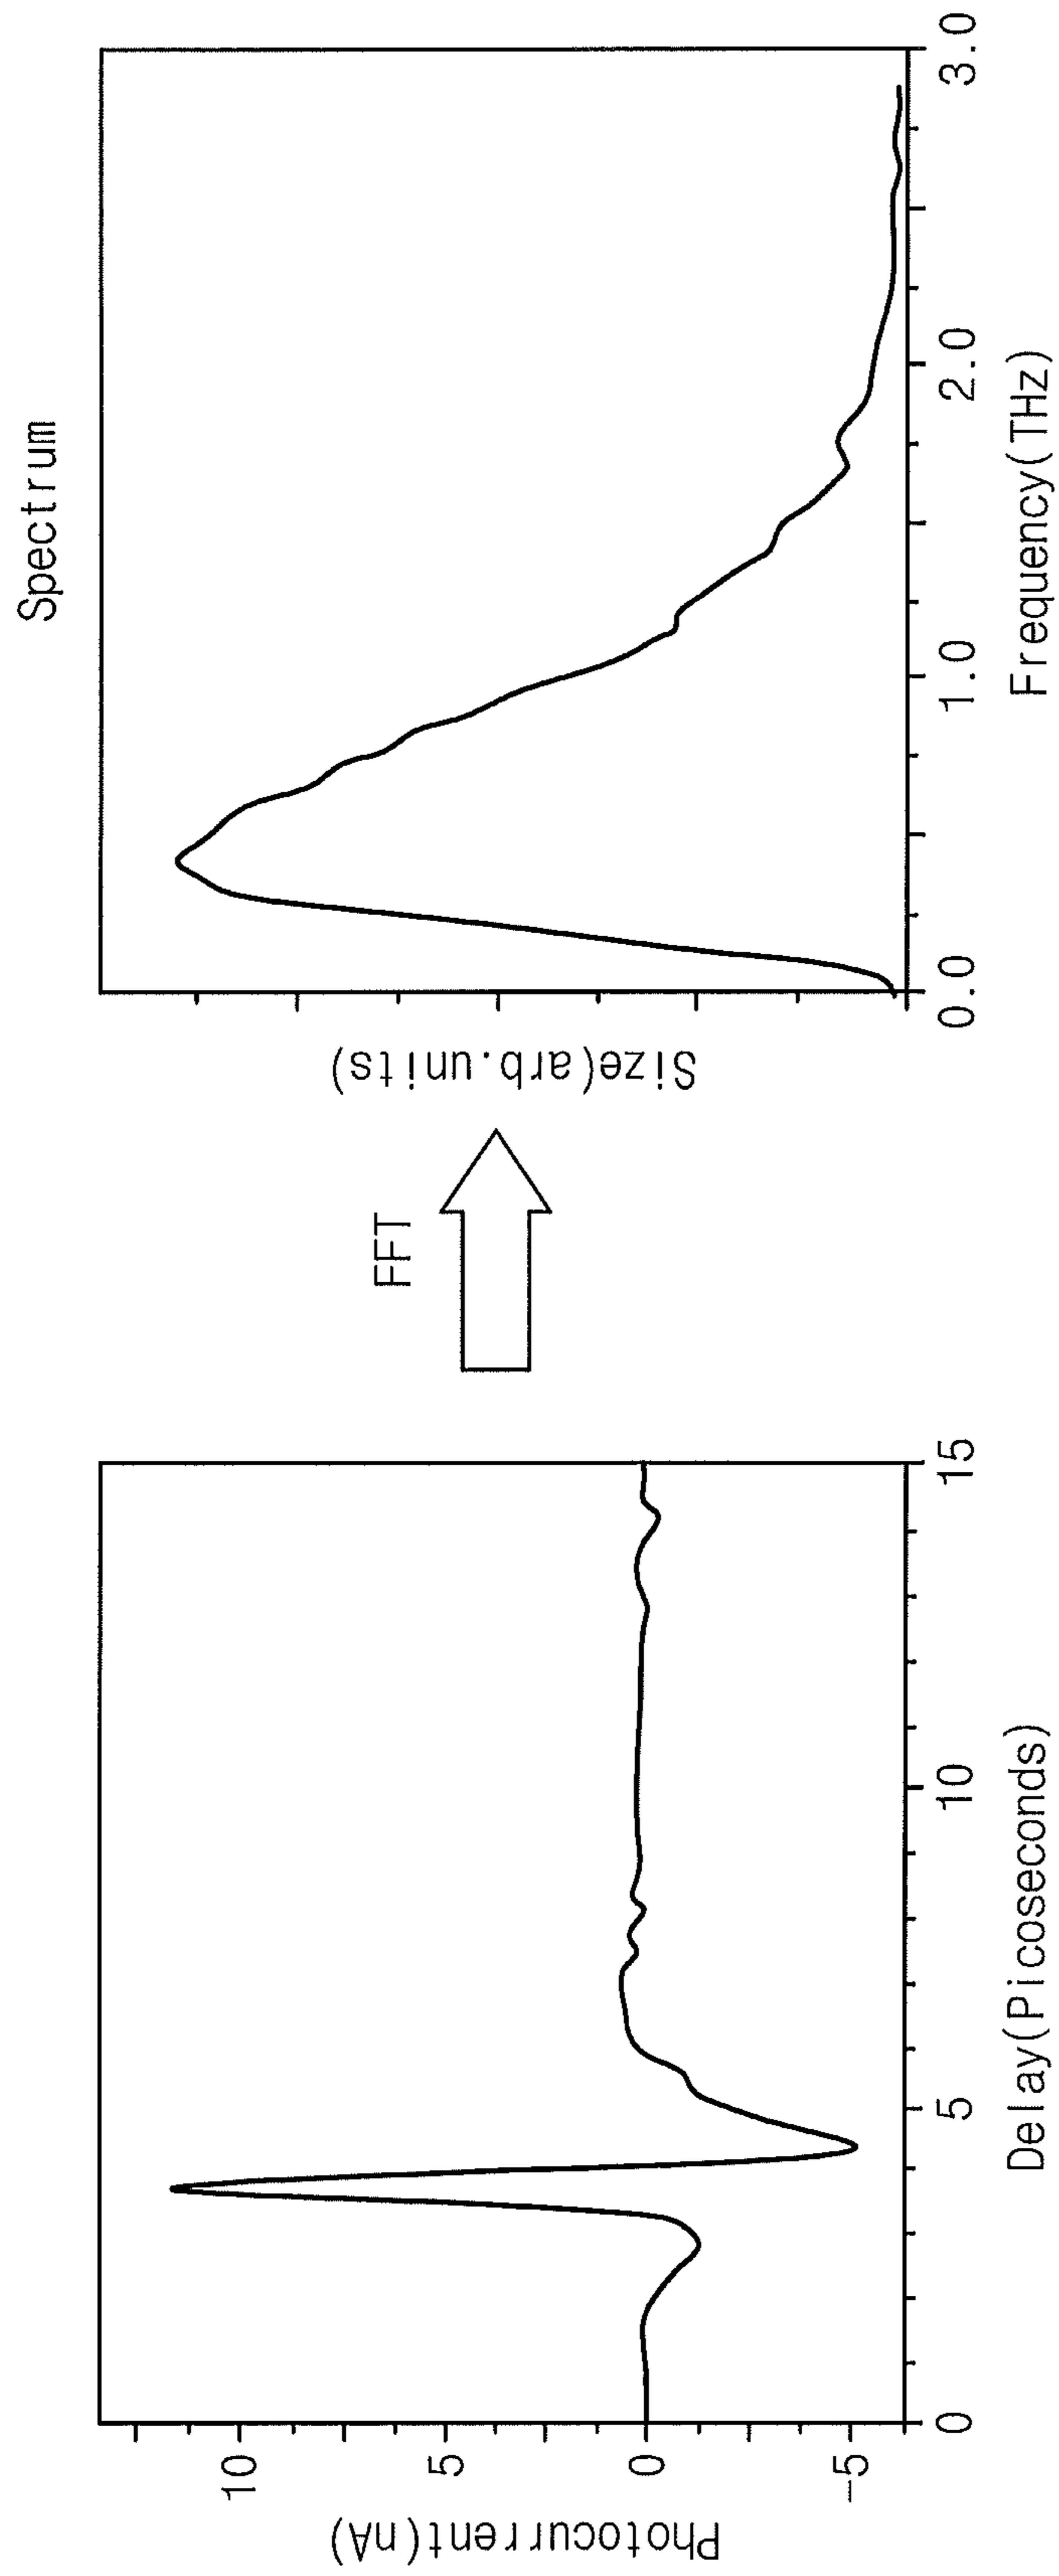 Photocurrent(nA)
10
5
0
-5
0
5
10
15
Delay(Picoseconds)
FFT
Spectrum
Size(arb.units)
0.0
1.0
2.0
3.0
Frequency(THz)